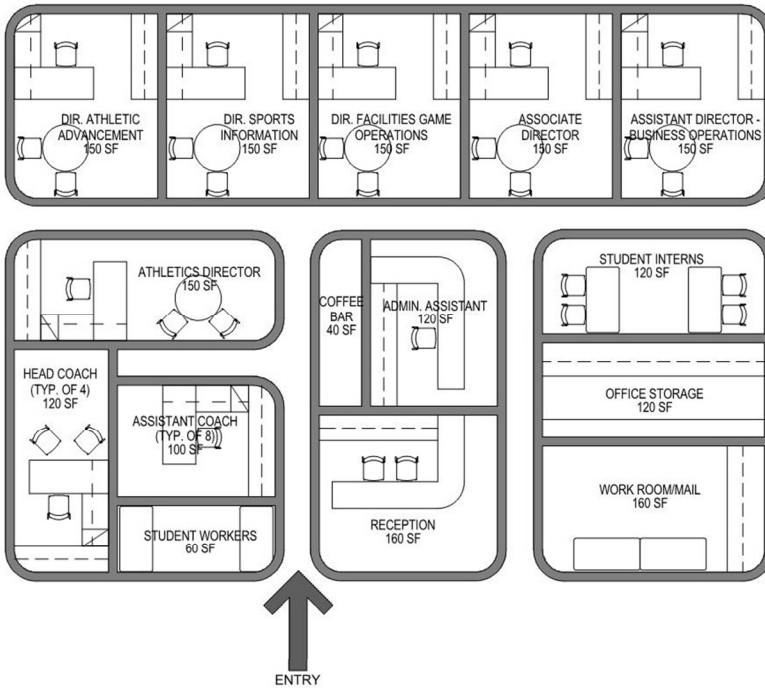 DIR. ATHLETIC
ADVANCEMENT
150 SF
DIR. SPORTS
INFORMATION
150 SF
DIR. FACILITIES GAME
OPERATIONS
150 SF
ASSOCIATE
DIRECTOR
150 SF
ASSISTANT DIRECTOR -
BUSINESS OPERATIONS
150 SF
ATHLETICS DIRECTOR
150 SF
COFFEE
BAR
40 SF
ADMIN. ASSISTANT
120 SF
STUDENT INTERNS
120 SF
HEAD COACH
(TYP. OF 4)
120 SF
ASSISTANT COACH
(TYP. OF 8)
100 SF
OFFICE STORAGE
120 SF
STUDENT WORKERS
60 SF
RECEPTION
160 SF
WORK ROOM/MAIL
160 SF
ENTRY